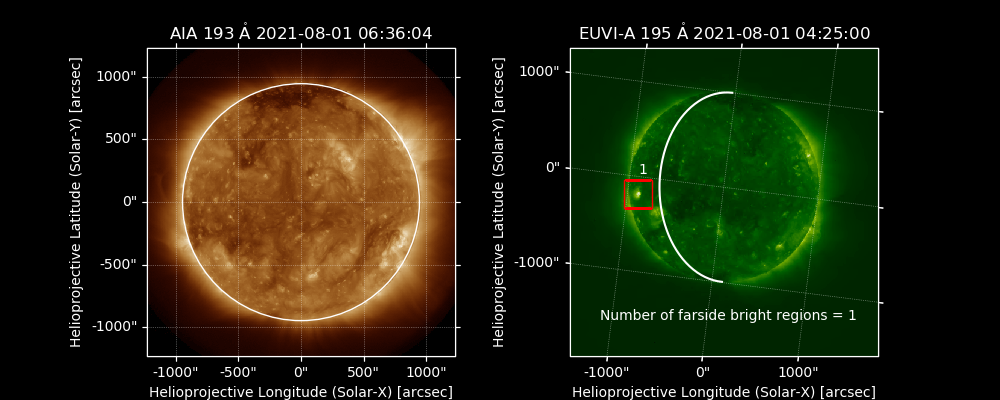 AIA 193 Å 2021-08-01 06:36:04
Helioprojective Latitude (Solar-Y) [arcsec]
1000"
500"
0"
-500"
-1000"
-1000" -500" 0" 500" 1000"
Helioprojective Longitude (Solar-X) [arcsec]
EUVI-A 195 Å 2021-08-01 04:25:00
Helioprojective Latitude (Solar-Y) [arcsec]
1000"
0"
-1000"
1
Number of farside bright regions = 1
-1000" 0" 1000"
Helioprojective Longitude (Solar-X) [arcsec]